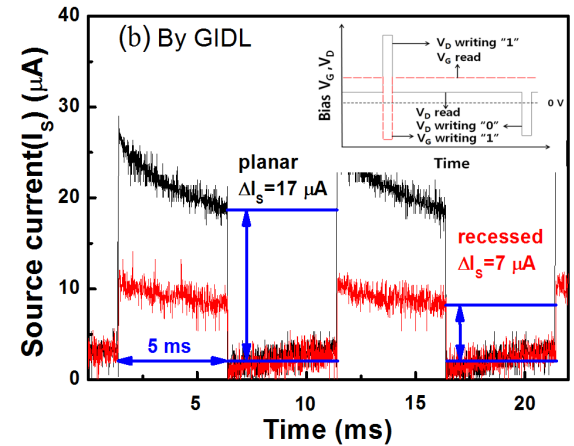 (b) By GIDL
V_D writing "1"
V_G read
V_D read
V_D writing "0"
V_G writing "1"
0 V
Bias V_G ,V_D
Time
planar
ΔI_S=17 μA
recessed
ΔI_S=7 μA
5 ms
Source current(I_S) (μA)
40
30
20
10
0
5
10
15
20
Time (ms)